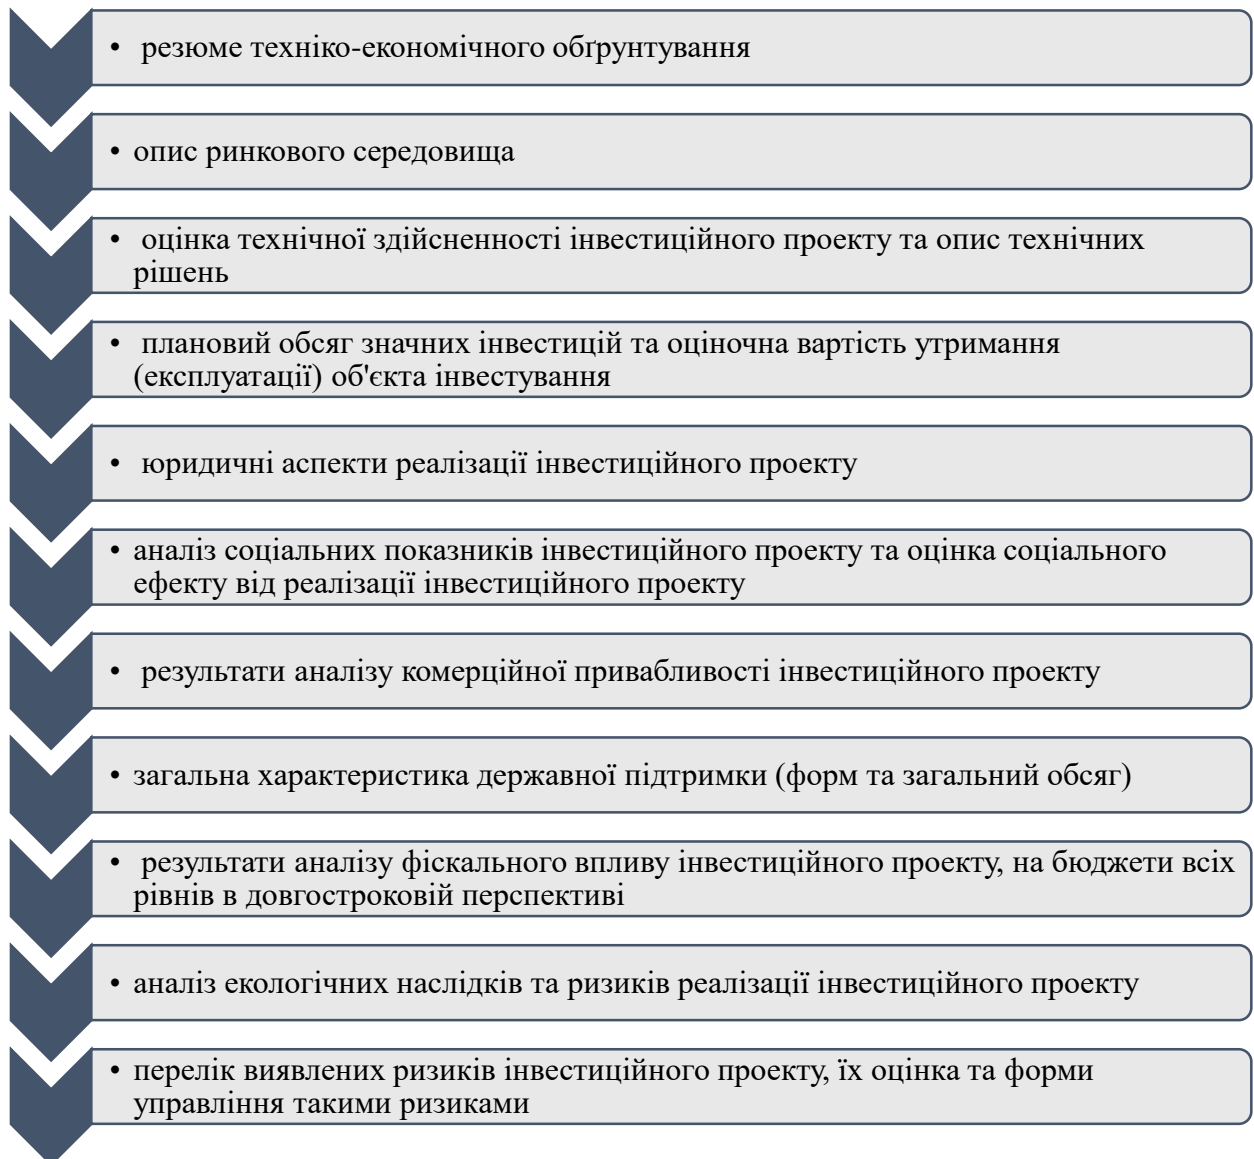 • резюме техніко-економічного обґрунтування
• опис ринкового середовища
• оцінка технічної здійсненності інвестиційного проекту та опис технічних
рішень
• плановий обсяг значних інвестицій та оціночна вартість утримання
(експлуатації) об'єкта інвестування
• юридичні аспекти реалізації інвестиційного проекту
• аналіз соціальних показників інвестиційного проекту та оцінка соціального
ефекту від реалізації інвестиційного проекту
• результати аналізу комерційної привабливості інвестиційного проекту
• загальна характеристика державної підтримки (форм та загальний обсяг)
• результати аналізу фіскального впливу інвестиційного проекту, на бюджети всіх
рівнів в довгостроковій перспективі
• аналіз екологічних наслідків та ризиків реалізації інвестиційного проекту
• перелік виявлених ризиків інвестиційного проекту, їх оцінка та форми
управління такими ризиками